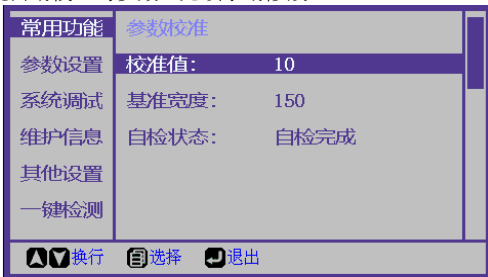 常用功能 参数校准
参数设置 校准值: 10
系统调试 基准宽度: 150
维护信息 自检状态: 自检完成
其他设置
一键检测
换行 选择 退出